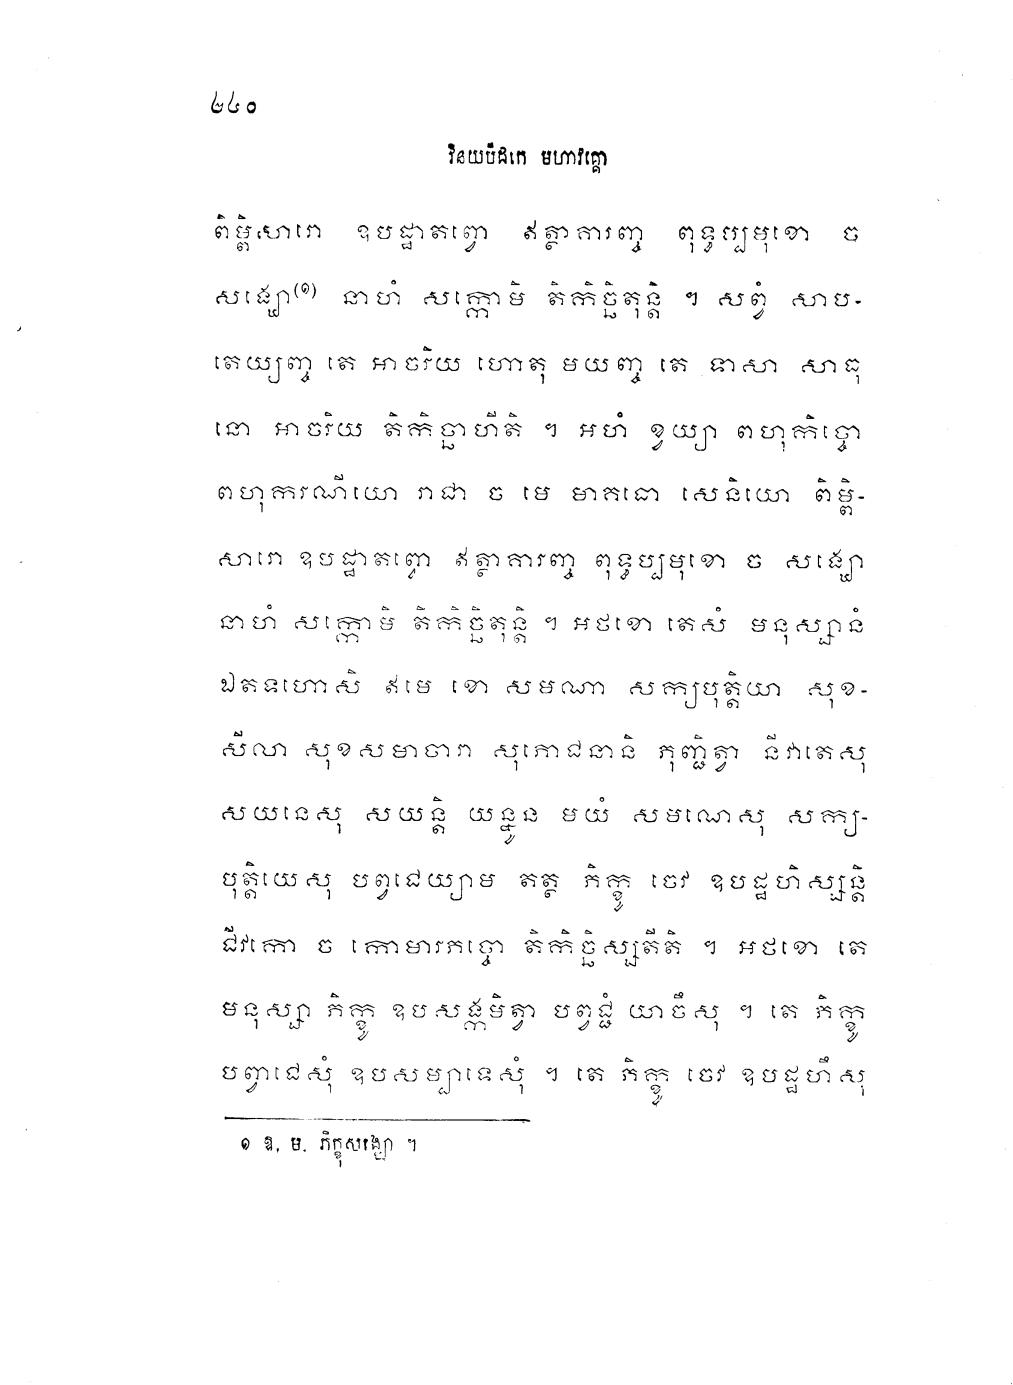 ២៤០
វិនយបិដកេ មហាវគ្គោ
ពិម្ពិសារោ ឧបដ្ឋាតព្វោ ឥត្ថាគារញ្ច ពុទ្ធប្បមុខោ ច
សង្ឃោ(១) នាហំ សក្កោមិ តិកិច្ឆិតុន្តិ ។ សព្វំ សាប-
តេយ្យញ្ច តេ អាចរិយ ហោតុ មយញ្ច តេ ទាសា សាធុ
នោ អាចរិយ តិកិច្ឆាហីតិ ។ អហំ ខ្វយ្យា ពហុកិច្ចោ
ពហុករណីយោ រាជា ច មេ មាគធោ សេនិយោ ពិម្ពិ-
សារោ ឧបដ្ឋាតព្ចោ ឥត្ថាគារញ្ច ពុទ្ធប្បមុខោ ច សង្ឃោ
នាហំ សក្កោមិ តិកិច្ឆិតុន្តិ ។ អថខោ តេសំ មនុស្សានំ
ឯតទហោសិ ឥមេ ខោ សមណា សក្យបុត្តិយា សុខ-
សីលា សុខសមាចារា សុភោជនានិ ភុញ្ជិត្វា និវាតេសុ
សយនេសុ សយន្តិ យន្នូន មយំ សមណេសុ សក្យ-
បុត្តិយេសុ បព្វជេយ្យាម តត្ថ ភិក្ខូ ចេវ ឧបដ្ឋហិស្សន្តិ
ជីវកោ ច កោមារភច្ចោ តិកិច្ឆិស្សតីតិ ។ អថខោ តេ
មនុស្សា ភិក្ខូ ឧបសង្កមិត្វា បព្វជ្ជំ យាចឹសុ ។ តេ ភិក្ខូ
បញ្វាជេសុំ ឧបសម្បាទេសុំ ។ តេ ភិក្ខូ ចេវ ឧបដ្ឋហឹសុ
១ ឱ, ម. ភិក្ខុសង្ឃោ ។